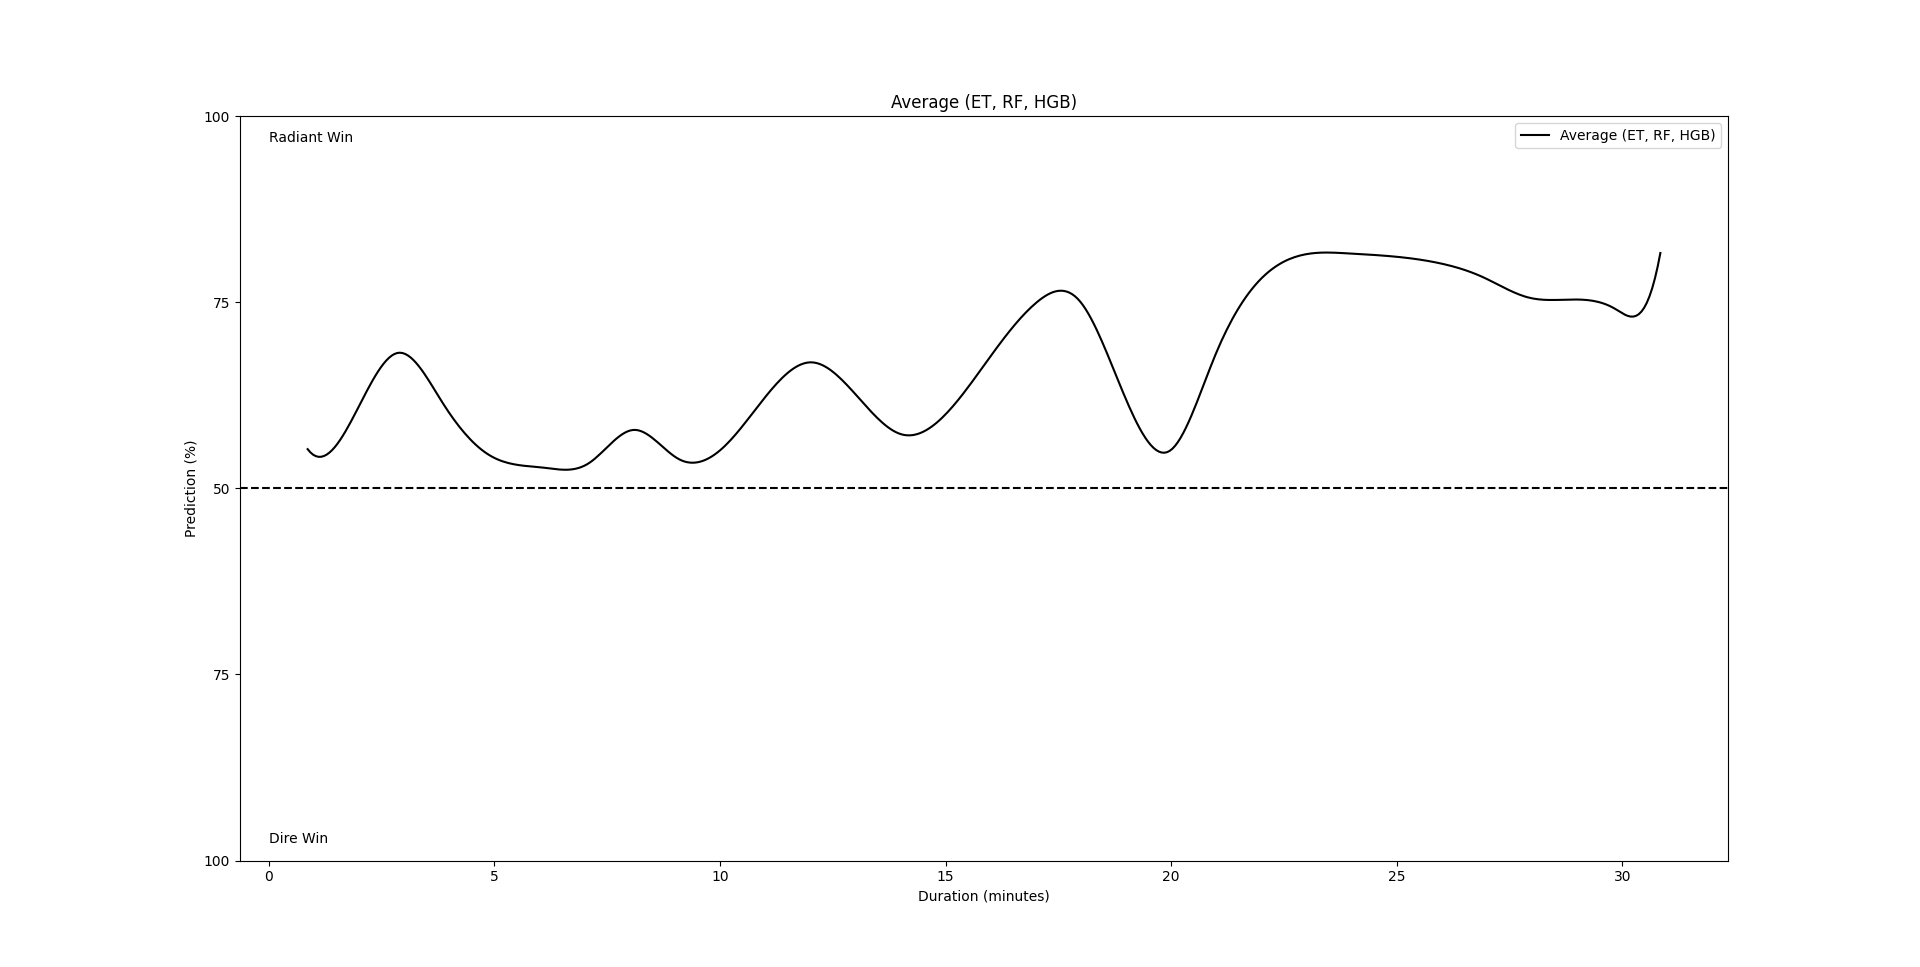 Average (ET, RF, HGB)
100
Radiant Win
Average (ET, RF, HGB)
75
50
75
100
Prediction (%)
Dire Win
0 5 10 15 20 25 30
Duration (minutes)